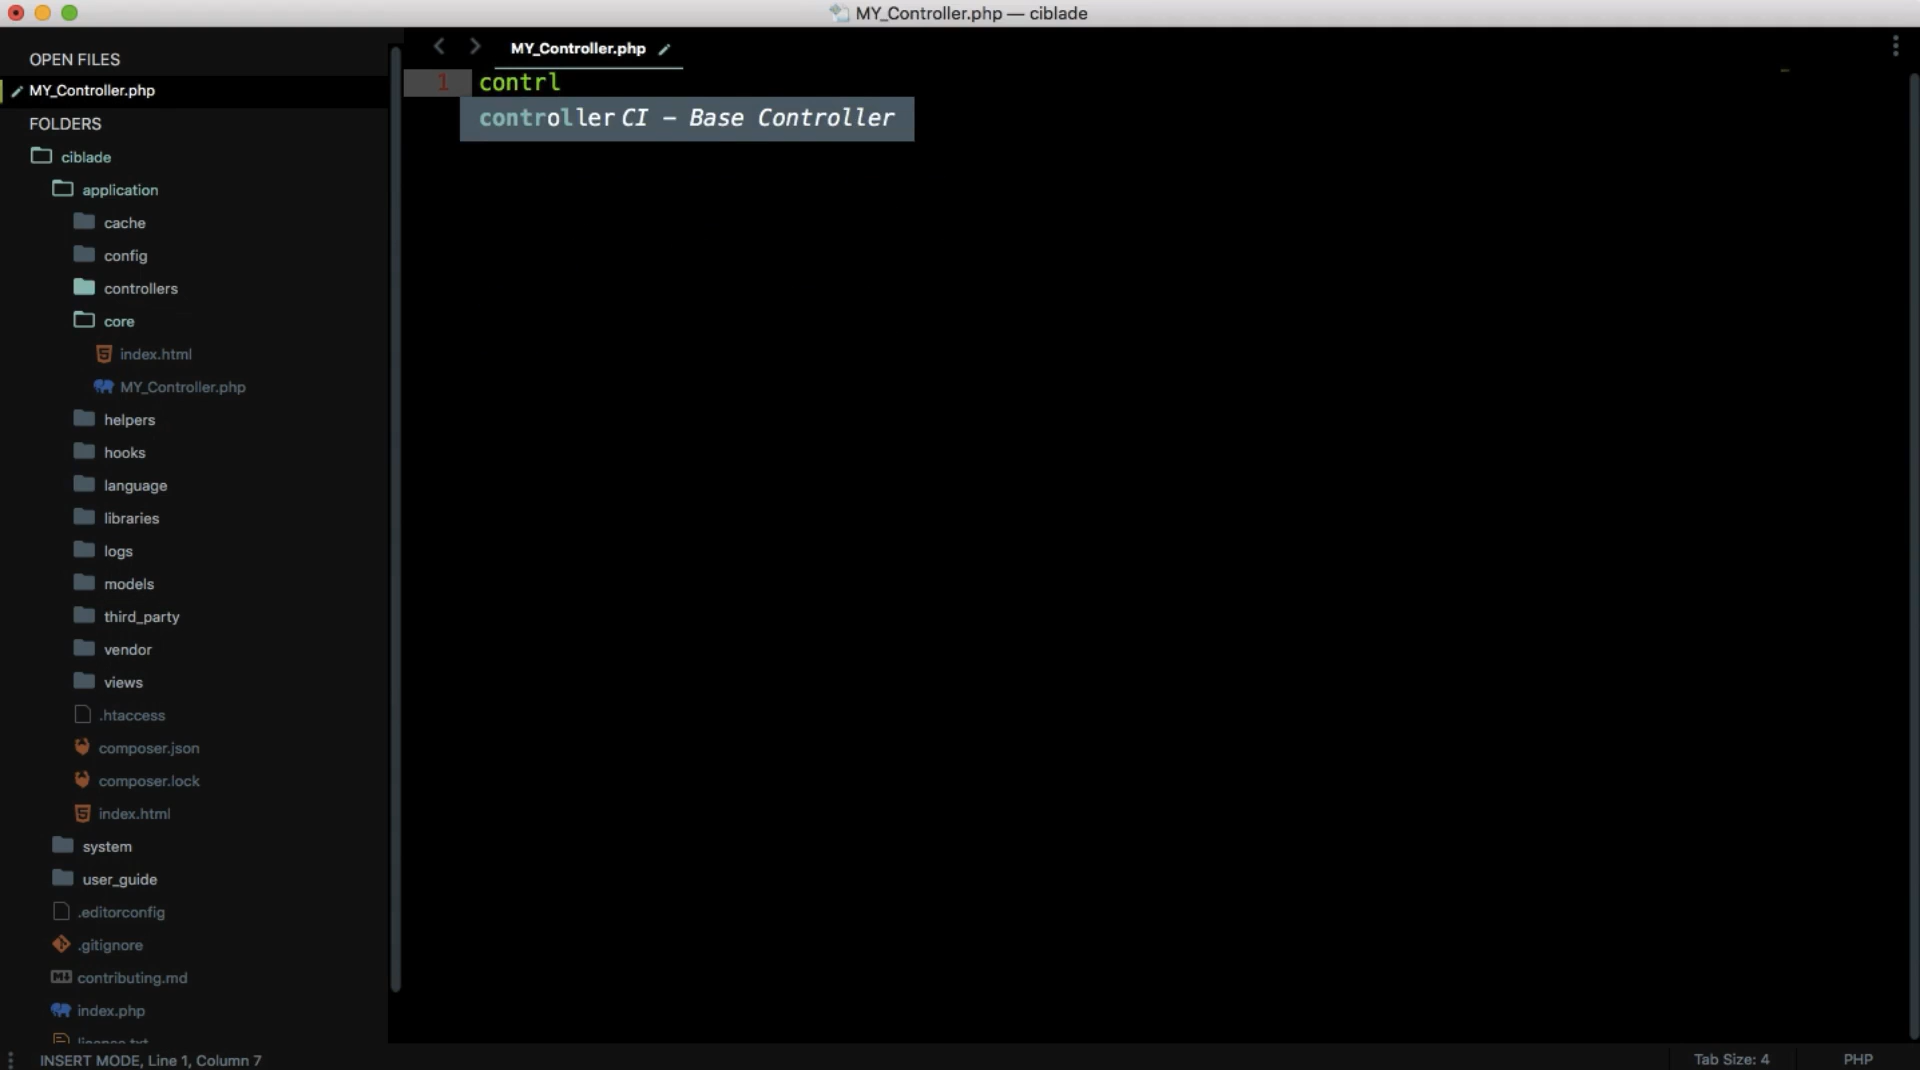 MY_Controller.php — ciblade
OPEN FILES
MY_Controller.php
FOLDERS
ciblade
application
cache
config
controllers
core
index.html
MY_Controller.php
helpers
hooks
language
libraries
logs
models
third_party
vendor
views
.htaccess
composer.json
composer.lock
index.html
system
user_guide
.editorconfig
.gitignore
contributing.md
index.php
license.txt
MY_Controller.php
1 contrl
controller CI - Base Controller
INSERT MODE, Line 1, Column 7
Tab Size: 4
PHP